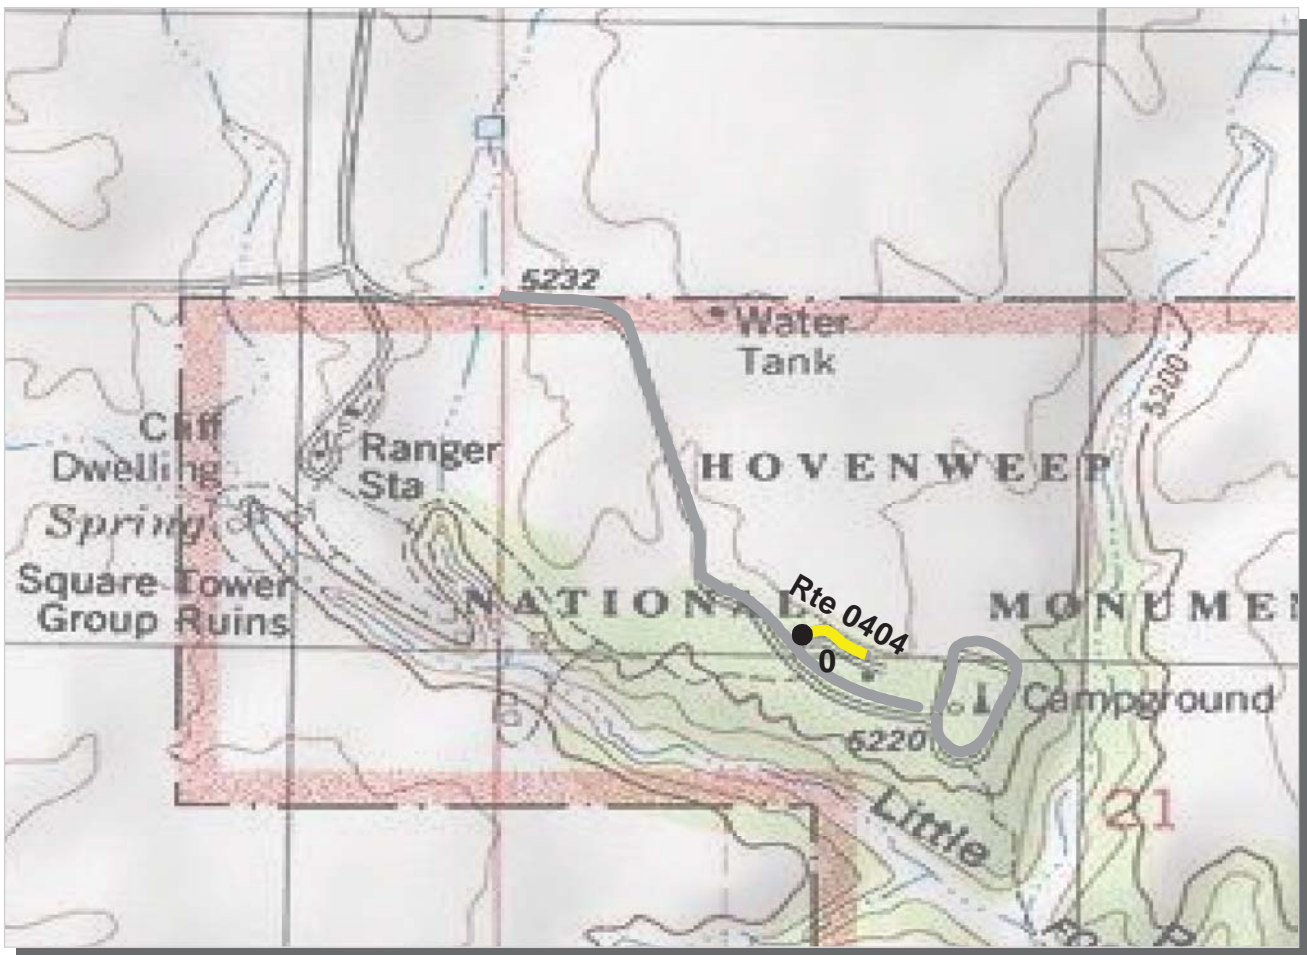 5232
Water
Tank
5200
Cliff
Dwelling
Ranger
Sta
HOVENWEEP
Spring
Square Tower
Group Ruins
NATIONAL
MONUME
Rte 0404
0
Campground
5220
Little
21